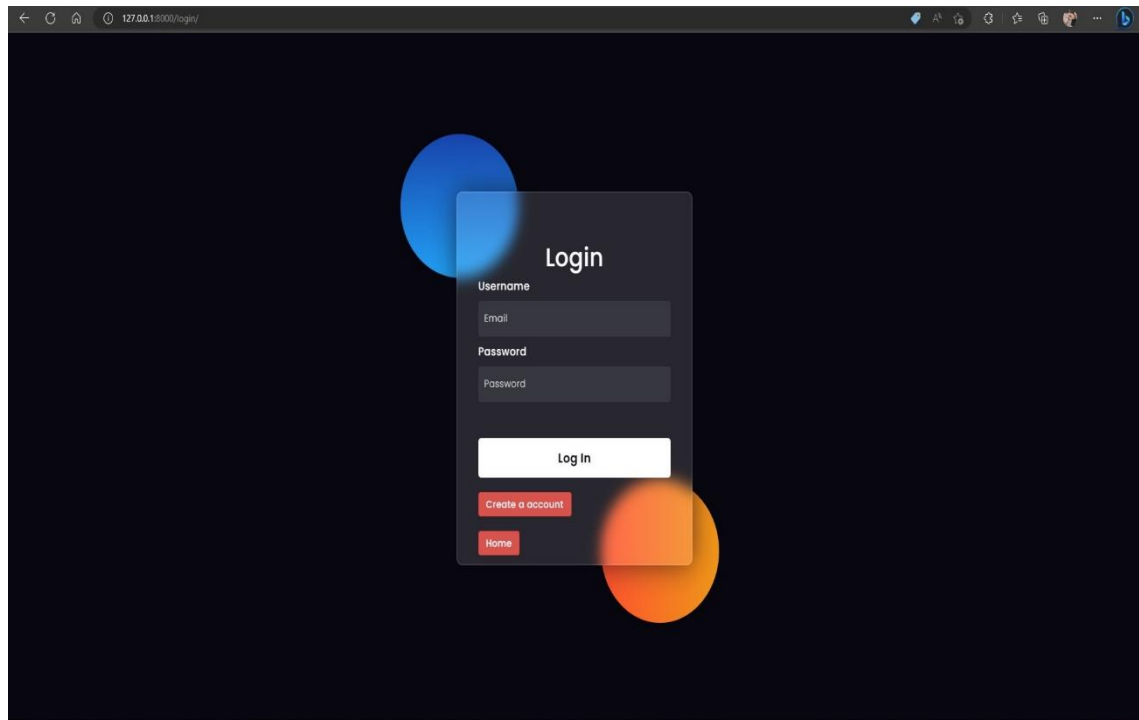 127.0.0.1:8000/login/
Login
Username
Email
Password
Password
Log In
Create a account
Home